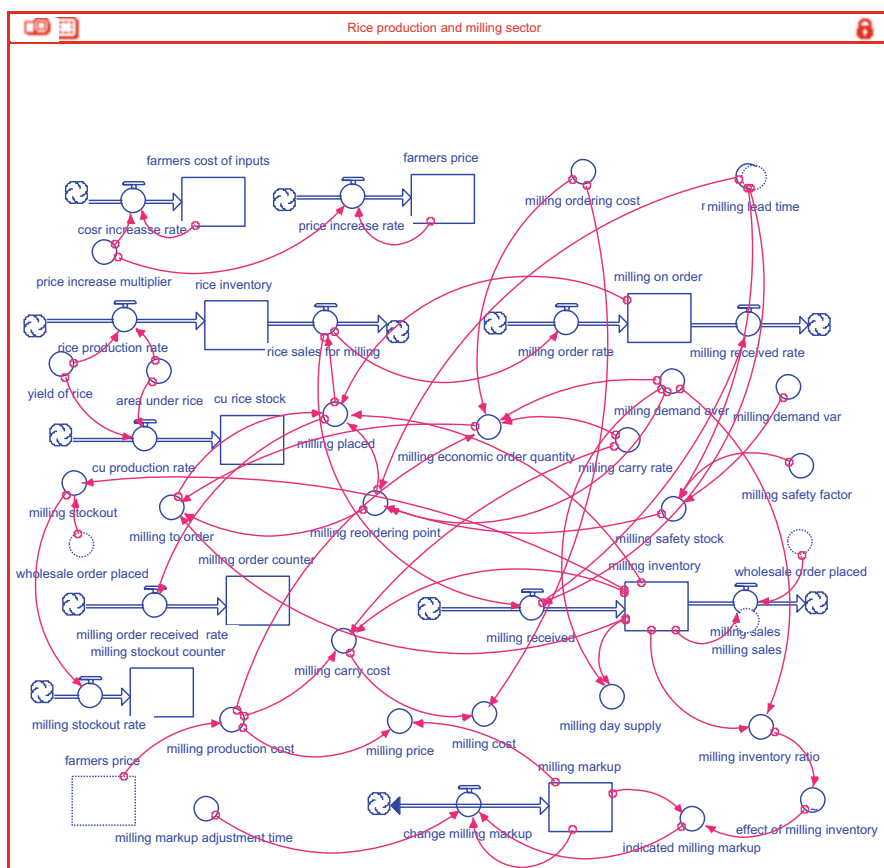 Rice production and milling sector
farmers cost of inputs
farmers price
milling ordering cost
milling lead time
cosr increasse rate
price increase rate
price increase multiplier
rice inventory
milling on order
rice production rate
rice sales for milling
milling order rate
milling received rate
yield of rice
area under rice
cu rice stock
milling demand aver
milling demand var
milling placed
milling economic order quantity
milling carry rate
cu production rate
milling stockout
milling to order
milling reordering point
milling safety factor
milling safety stock
wholesale order placed
milling order counter
milling inventory
wholesale order placed
milling order received rate
milling received
milling sales
milling stockout counter
milling sales
milling carry cost
milling stockout rate
milling production cost
milling price
milling cost
milling day supply
milling inventory ratio
farmers price
milling markup
milling markup adjustment time
change milling markup
indicated milling markup
effect of milling inventory